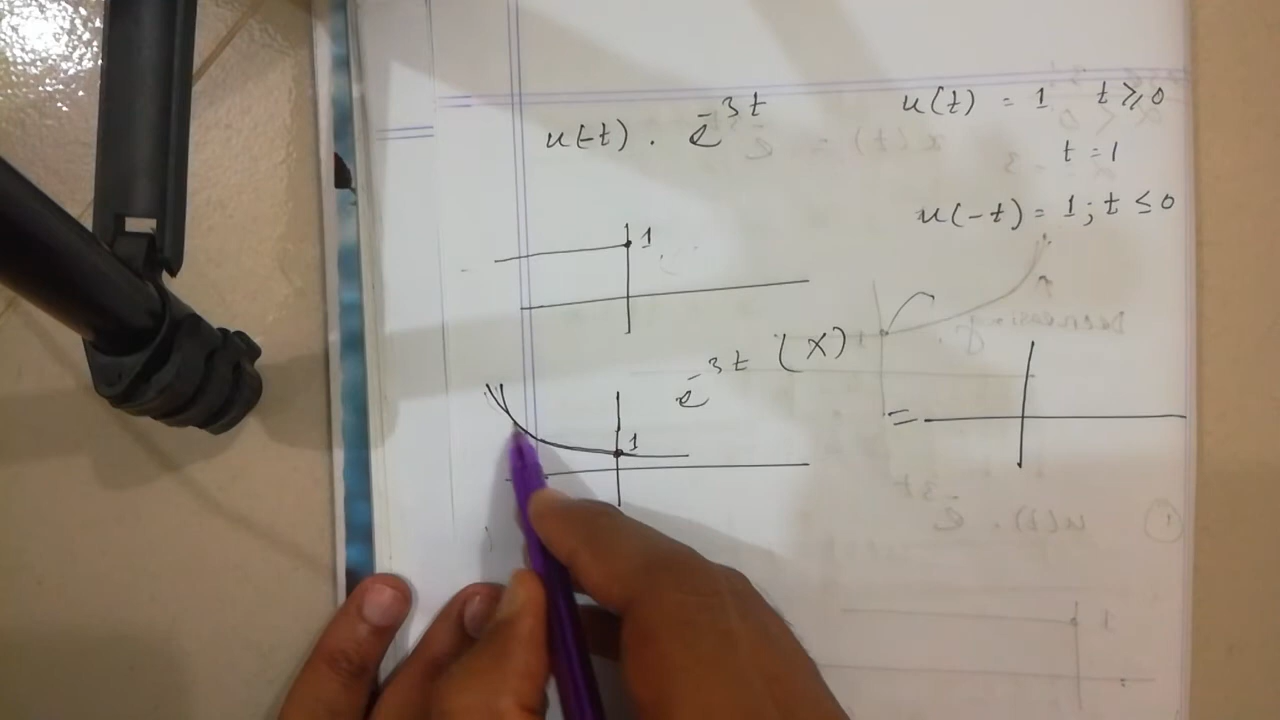 u(-t) . e^-3t
u(t) = 1 t ≥ 0
t = 1
u(-t) = 1 ; t ≤ 0
1
e^-3t (X)
=
1